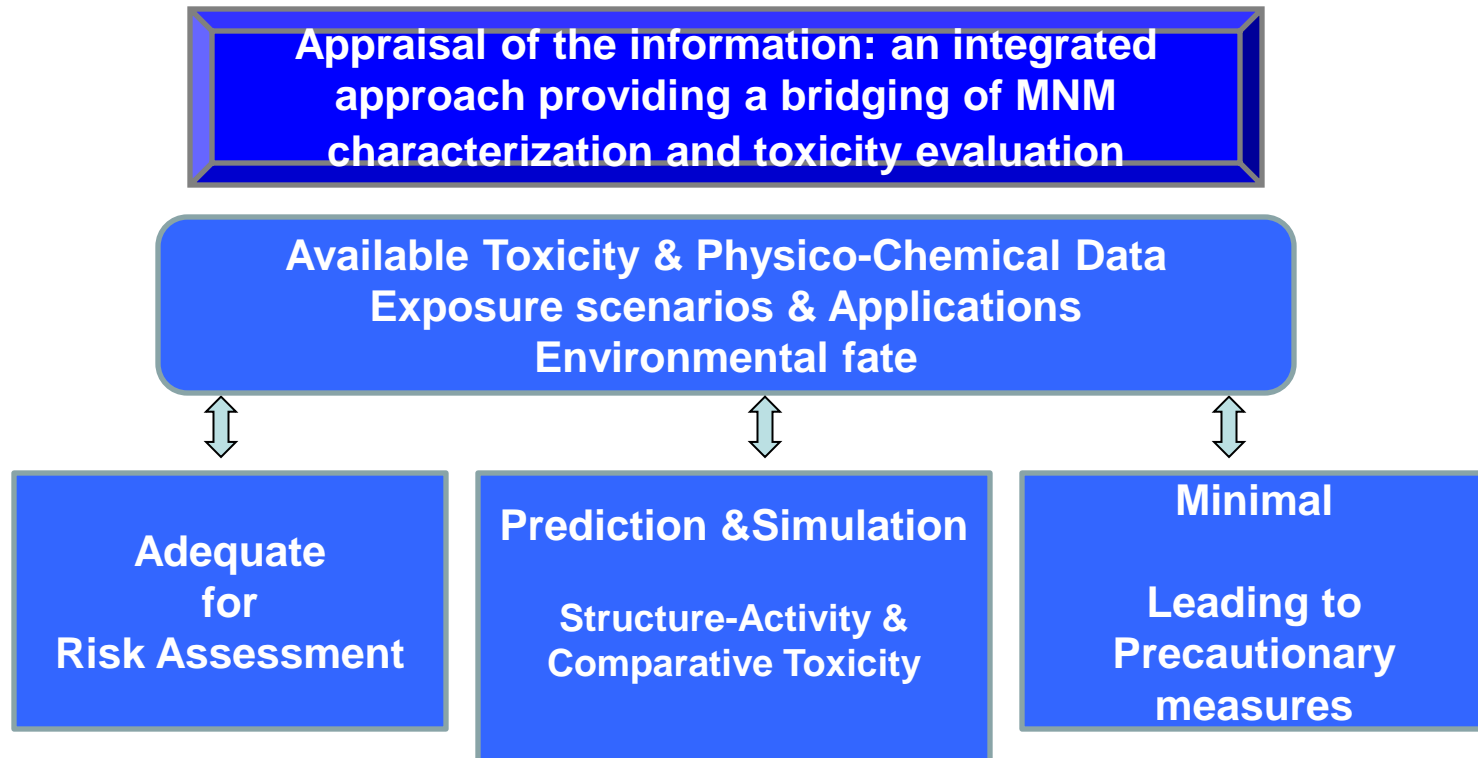 Appraisal of the information: an integrated
approach providing a bridging of MNM
characterization and toxicity evaluation
Available Toxicity & Physico-Chemical Data
Exposure scenarios & Applications
Environmental fate
Adequate
for
Risk Assessment
Prediction &Simulation
Structure-Activity &
Comparative Toxicity
Minimal
Leading to
Precautionary
measures